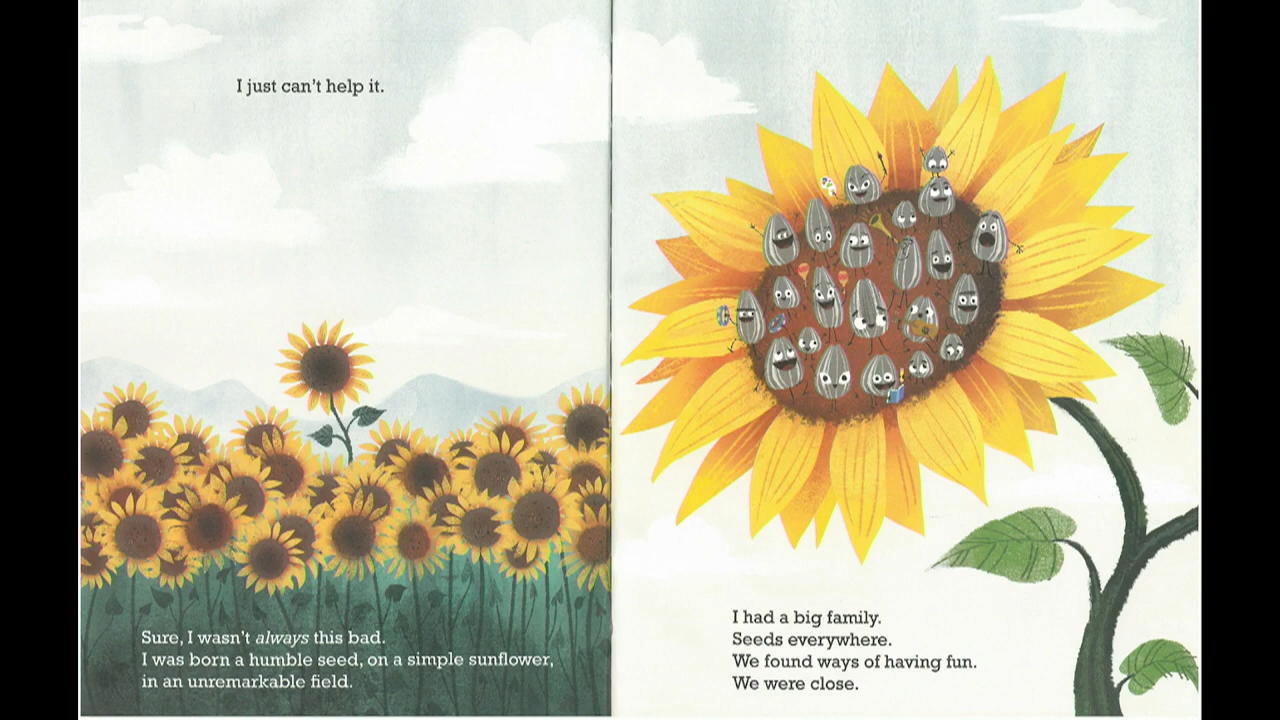 I just can't help it.
Sure, I wasn't always this bad.
I was born a humble seed, on a simple sunflower,
in an unremarkable field.
I had a big family.
Seeds everywhere.
We found ways of having fun.
We were close.